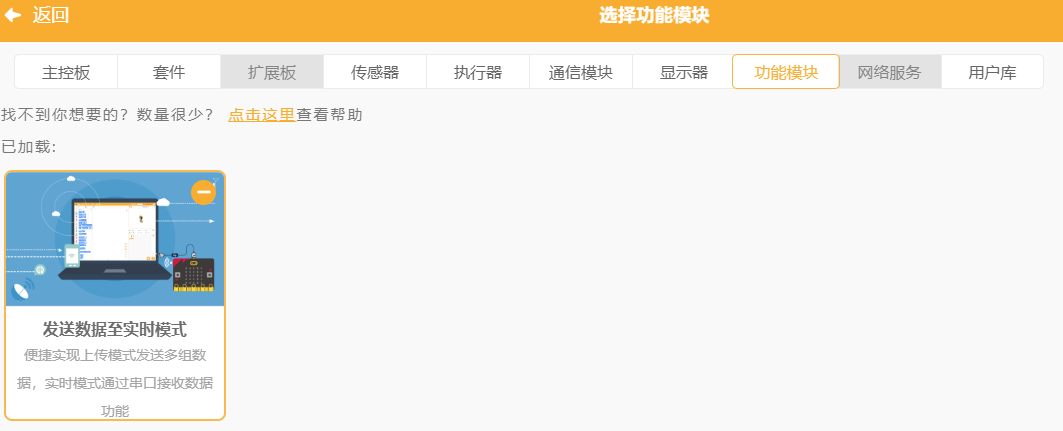 返回
选择功能模块
主控板 套件 扩展板 传感器 执行器 通信模块 显示器 功能模块 网络服务 用户库
找不到你想要的？数量很少？ 点击这里查看帮助
已加载:
发送数据至实时模式
便捷实现上传模式发送多组数
据，实时模式通过串口接收数据
功能